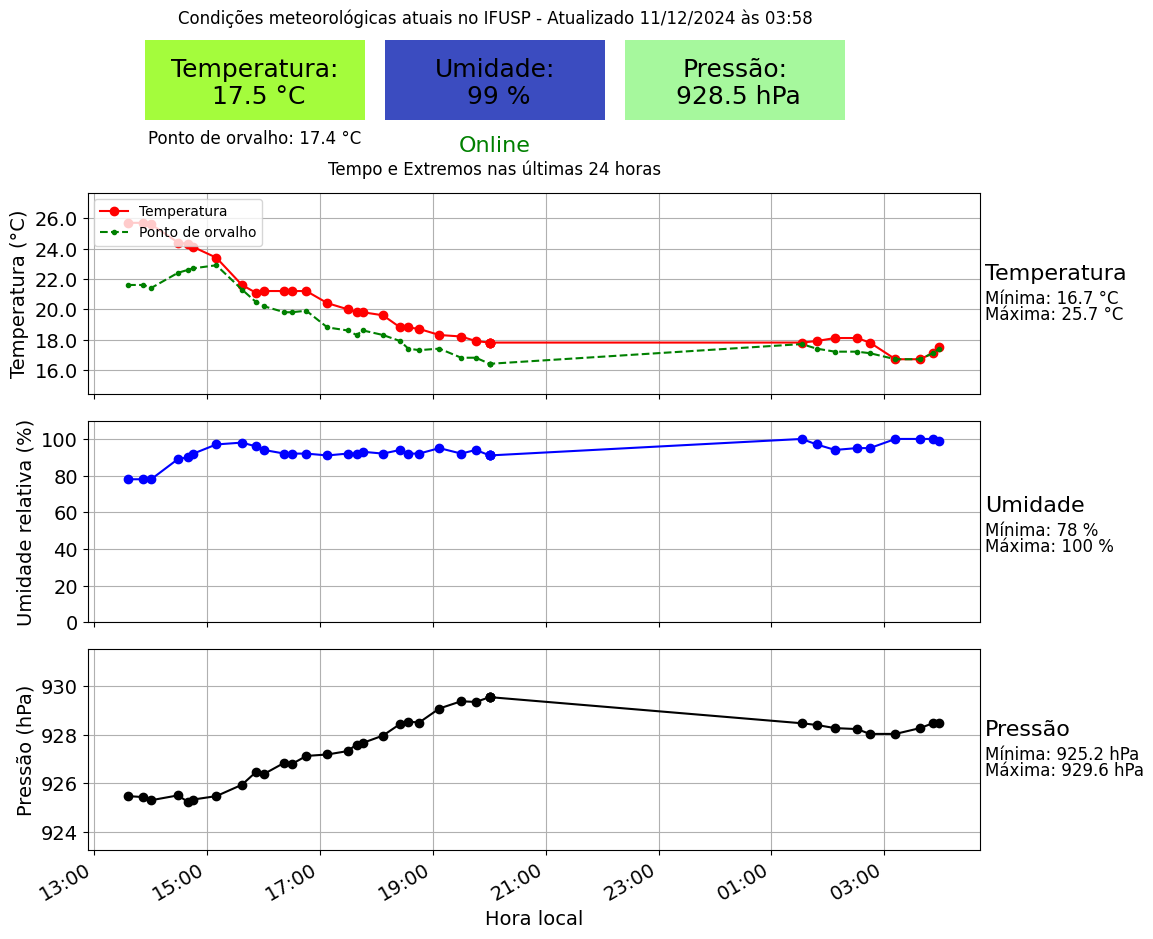 Condições meteorológicas atuais no IFUSP - Atualizado 11/12/2024 às 03:58
Temperatura:
17.5 °C
Umidade:
99 %
Pressão:
928.5 hPa
Ponto de orvalho: 17.4 °C
Online
Tempo e Extremos nas últimas 24 horas
Temperatura (°C)
26.0
24.0
22.0
20.0
18.0
16.0
Temperatura
Ponto de orvalho
Temperatura
Mínima: 16.7 °C
Máxima: 25.7 °C
Umidade relativa (%)
100
80
60
40
20
0
Umidade
Mínima: 78 %
Máxima: 100 %
Pressão (hPa)
930
928
926
924
Pressão
Mínima: 925.2 hPa
Máxima: 929.6 hPa
13:00
15:00
17:00
19:00
21:00
23:00
01:00
03:00
Hora local